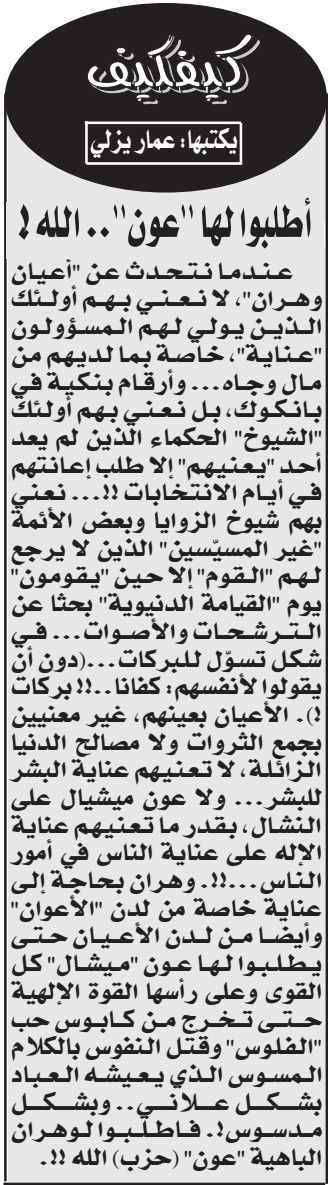 كيفكيف
يكتبها: عمار يزلي
أطلبوا لها "عون".. الله !
عندما نتحدث عن "أعيان
وهران"، لا نعني بهم أولئك
الذين يولي لهم المسؤولون
"عناية"، خاصة بما لديهم من
مال وجاه... وأرقام بنكية في
بانكوك، بل نعني بهم أولئك
"الشيوخ" الحكماء الذين لم يعد
أحد "يعنيهم" إلا طلب إعانتهم
في أيام الانتخابات !!... نعني
بهم شيوخ الزوايا وبعض الأئمة
"غير المسيّسين" الذين لا يرجع
لهم "القوم" إلا حين "يقومون"
يوم "القيامة الدنيوية" بحثا عن
الترشحات والأصوات... في
شكل تسوّل للبركات...(دون أن
يقولوا لأنفسهم: كفانا..!! بركات
!). الأعيان بعينهم، غير معنيين
بجمع الثروات ولا مصالح الدنيا
الزائلة، لا تعنيهم عناية البشر
للبشر... ولا عون ميشيال على
النشال، بقدر ما تعنيهم عناية
الإله على عناية الناس في أمور
الناس...!!. وهران بحاجة إلى
عناية خاصة من لدن "الأعوان"
وأيضا من لدن الأعيان حتى
يطلبوا لها عون "ميشال" كل
القوى وعلى رأسها القوة الإلهية
حتى تخرج من كابوس حب
"الفلوس" وقتل النفوس بالكلام
المسوس الذي يعيشه العباد
بشكل علاني.. وبشكل
مدسوس!. فاطلبوا لوهران
الباهية "عون" (حزب) الله !!.